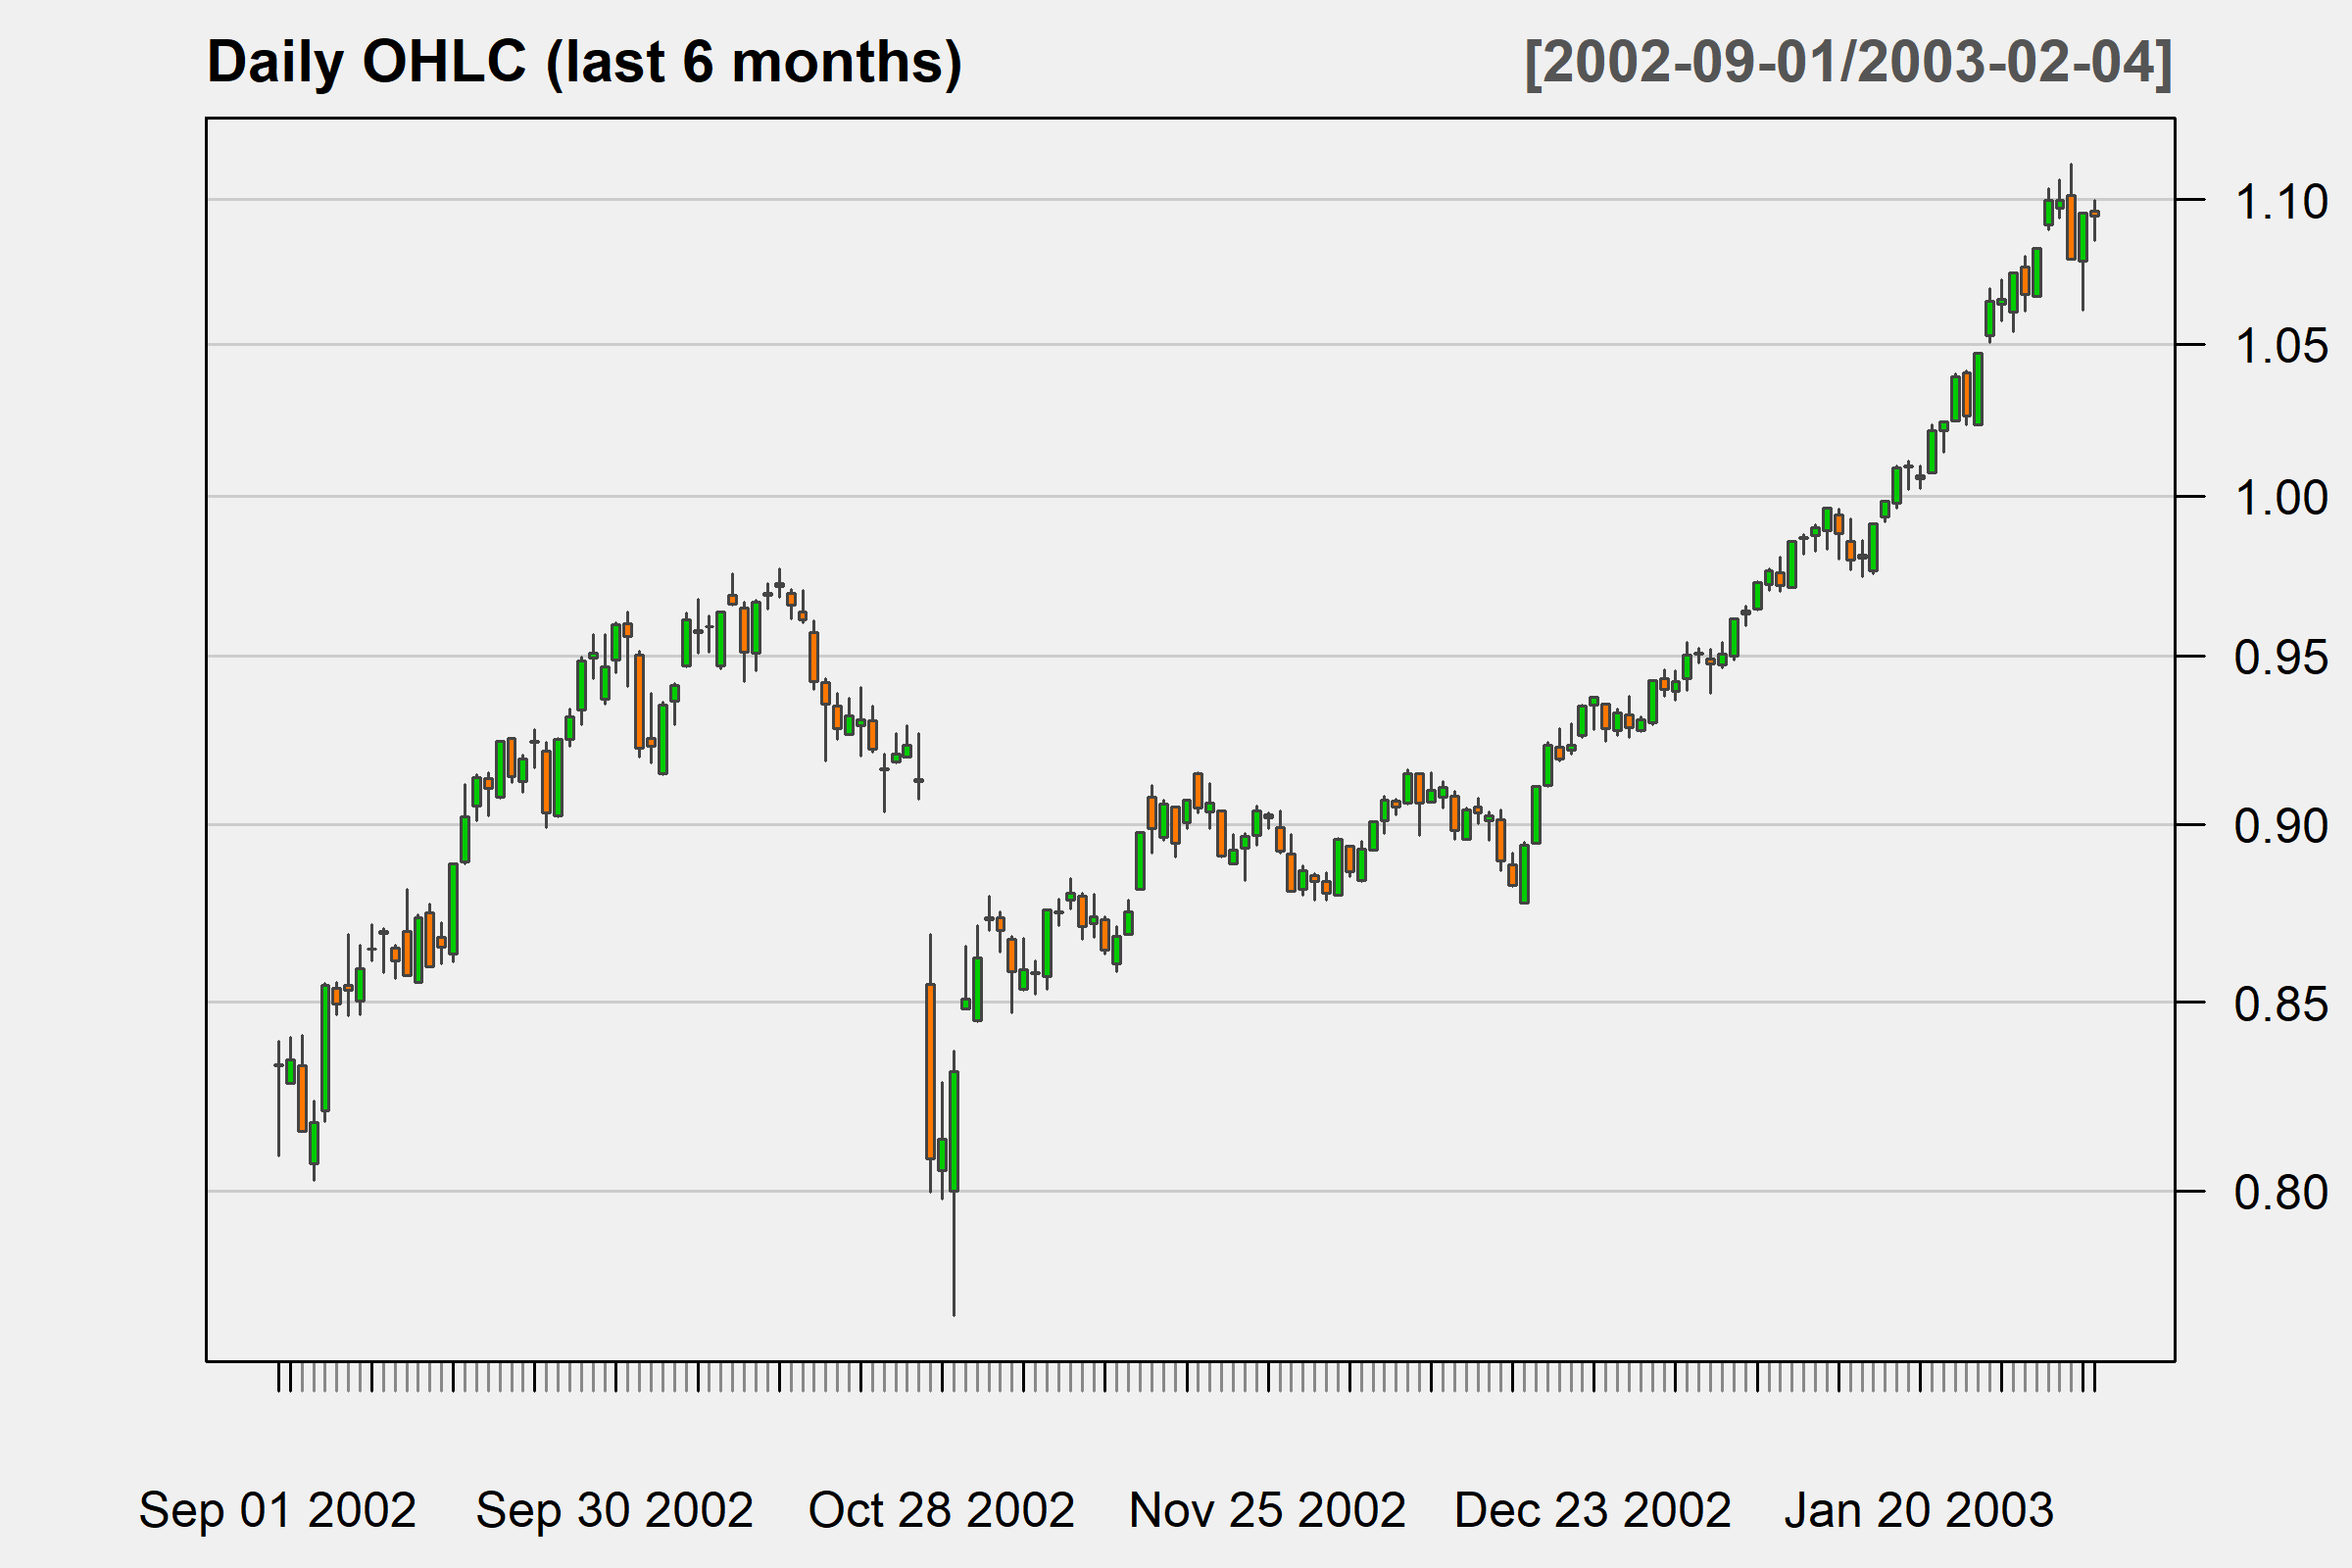 Daily OHLC (last 6 months)
[2002-09-01/2003-02-04]
1.10
1.05
1.00
0.95
0.90
0.85
0.80
Sep 01 2002
Sep 30 2002
Oct 28 2002
Nov 25 2002
Dec 23 2002
Jan 20 2003